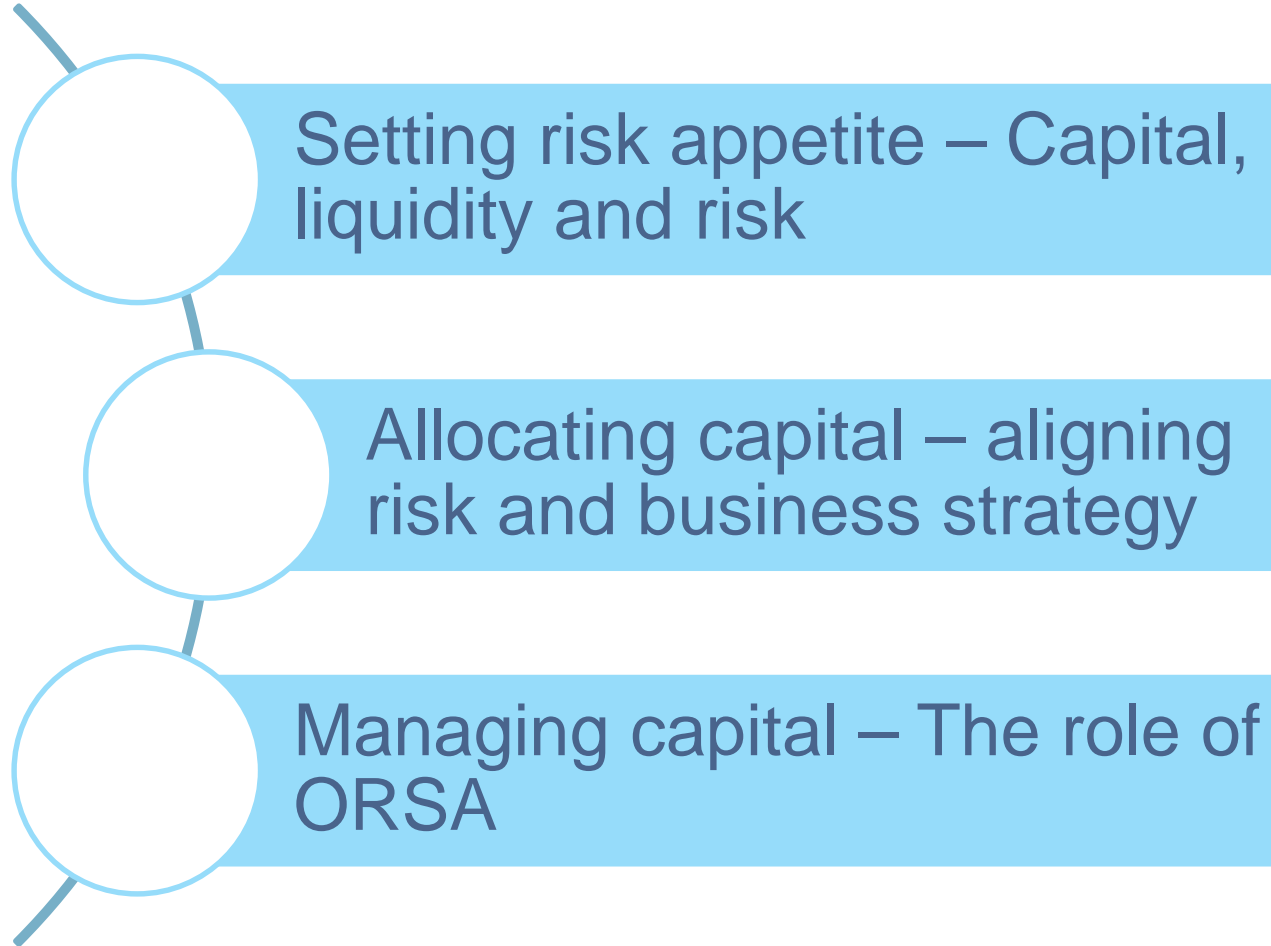 Setting risk appetite – Capital,
liquidity and risk
Allocating capital – aligning
risk and business strategy
Managing capital – The role of
ORSA